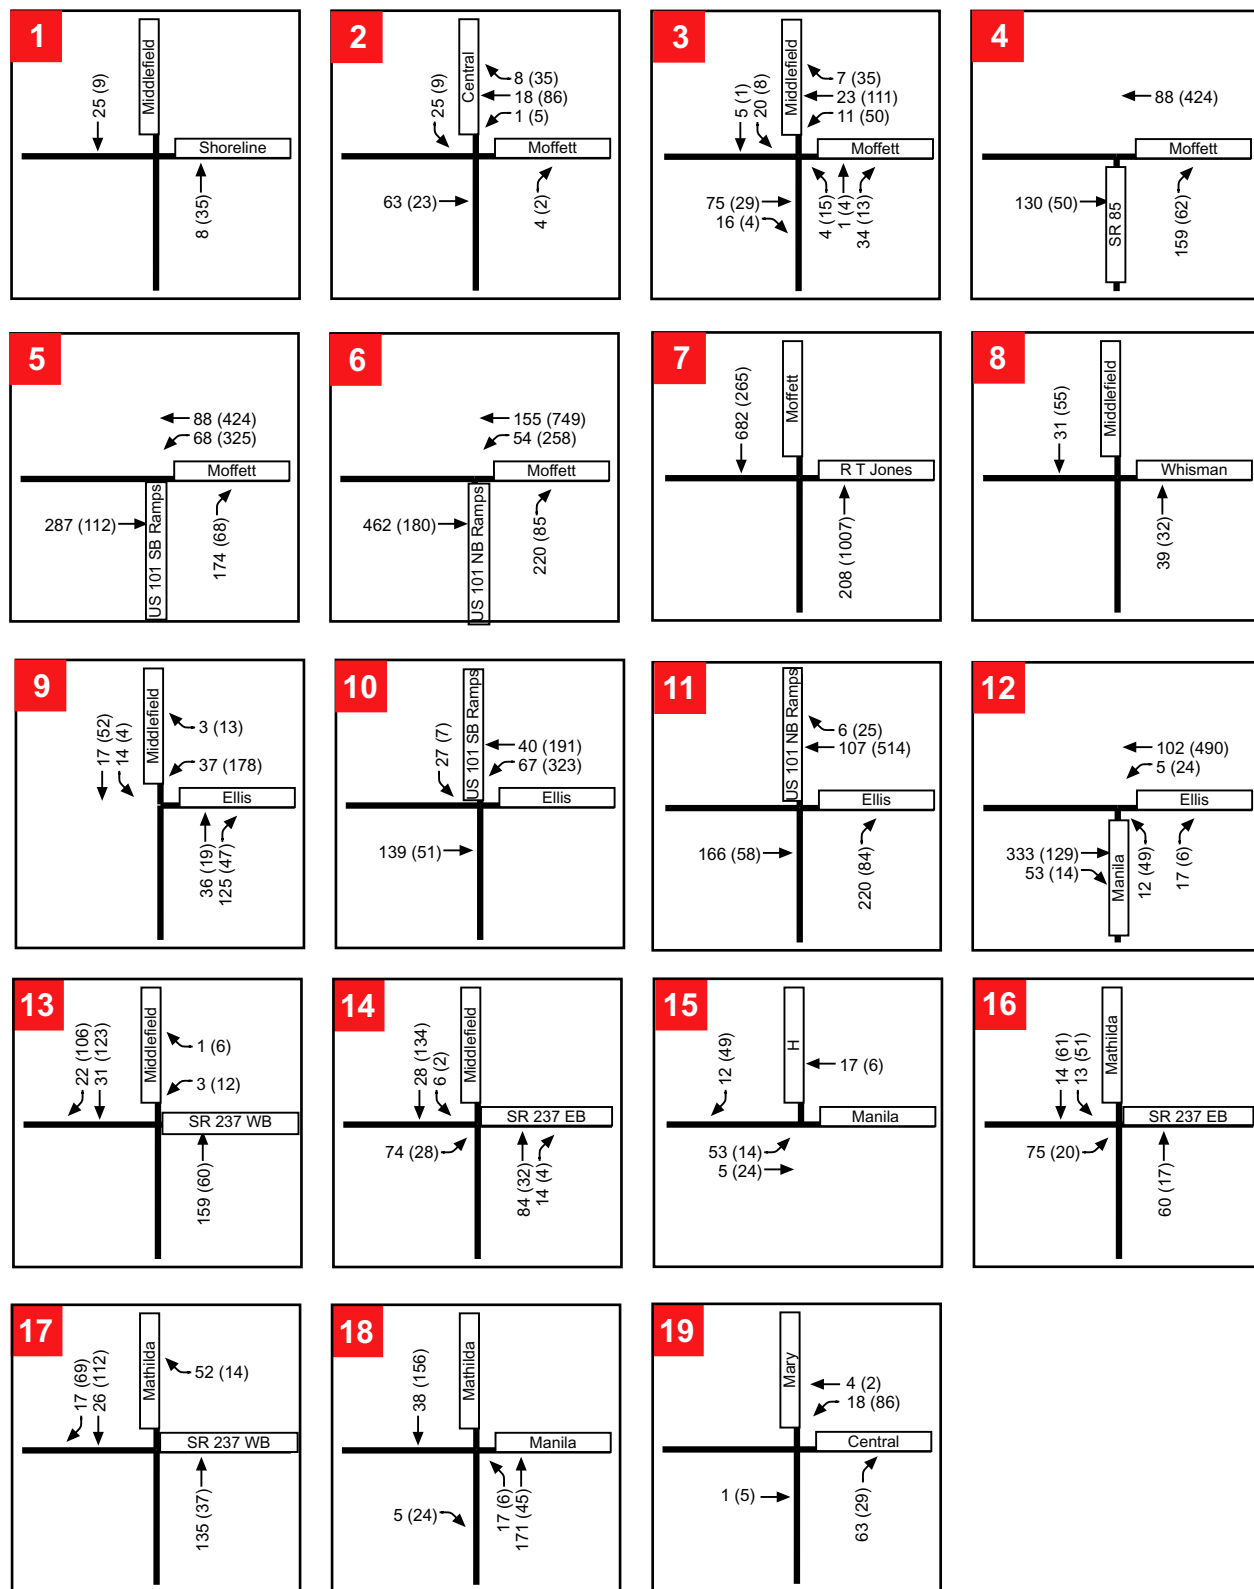 1
Middlefield
25 (9)
Shoreline
8 (35)
2
Central
25 (9)
8 (35)
18 (86)
1 (5)
Moffett
63 (23)
4 (2)
3
Middlefield
5 (1)
20 (8)
7 (35)
23 (111)
11 (50)
Moffett
75 (29)
16 (4)
4 (15)
1 (4)
34 (13)
4
88 (424)
Moffett
130 (50)
SR 85
159 (62)
5
88 (424)
68 (325)
Moffett
287 (112)
US 101 SB Ramps
174 (68)
6
155 (749)
54 (258)
Moffett
462 (180)
US 101 NB Ramps
220 (85
7
Moffett
682 (265)
R T Jones
208 (1007)
8
Middlefield
31 (55)
Whisman
39 (32)
9
Middlefield
17 (52)
14 (4)
3 (13)
37 (178)
Ellis
36 (19)
125 (47)
10
US 101 SB Ramps
27 (7)
40 (191)
67 (323)
Ellis
139 (51)
11
US 101 NB Ramps
6 (25)
107 (514)
Ellis
166 (58)
220 (84)
12
102 (490)
5 (24)
Ellis
333 (129)
53 (14)
Manila
12 (49)
17 (6)
13
Middlefield
22 (106)
31 (123)
1 (6)
3 (12)
SR 237 WB
159 (60)
14
Middlefield
28 (134)
6 (2)
SR 237 EB
74 (28)
84 (32)
14 (4)
15
H
12 (49)
17 (6)
Manila
53 (14)
5 (24)
16
Mathilda
14 (61)
13 (51)
SR 237 EB
75 (20)
60 (17)
17
Mathilda
17 (69)
26 (112)
52 (14)
SR 237 WB
135 (37)
18
Mathilda
38 (156)
Manila
5 (24)
17 (6)
171 (45)
19
Mary
4 (2)
18 (86)
Central
1 (5)
63 (29)